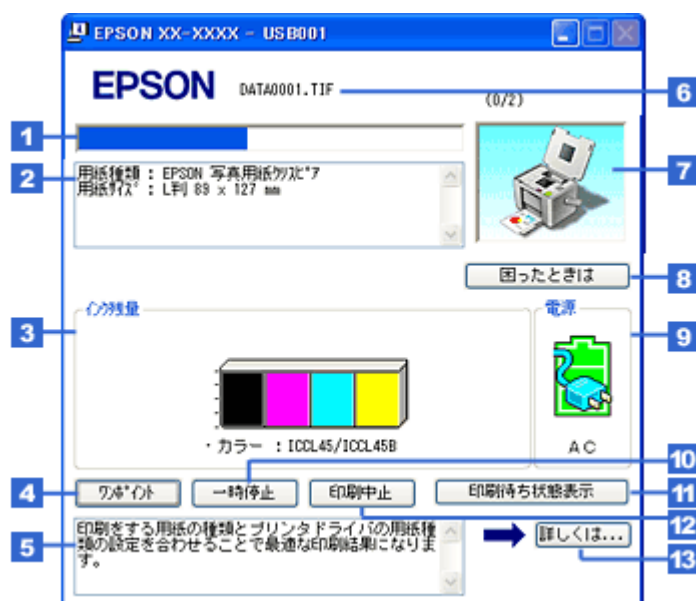 EPSON XX-XXXX - USB001
EPSON
DATA0001.TIF
6
(0/2)
1
2
用紙種類 : EPSON 写真用紙クリスピア
用紙サイズ : L判 89 x 127 mm
7
困ったときは
8
インク残量
3
電源
9
・カラー : ICCL45/ICCL45B
AC
10
4
ワンポイント
一時停止
印刷中止
印刷待ち状態表示
11
12
5
印刷をする用紙の種類とプリンタドライバの用紙種
類の設定を合わせることで最適な印刷結果になりま
す。
詳しくは...
13